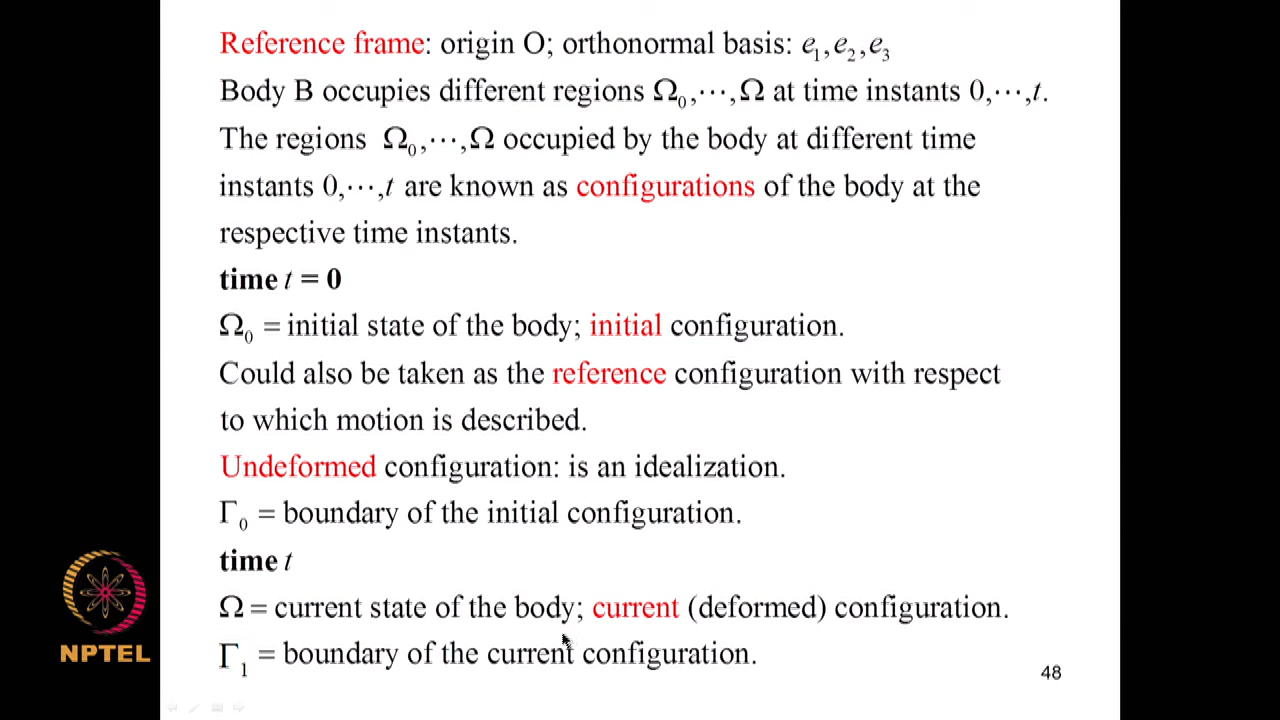 Reference frame: origin O; orthonormal basis: e₁,e₂,e₃
Body B occupies different regions Ω₀,⋯,Ω at time instants 0,⋯,t.
The regions Ω₀,⋯,Ω occupied by the body at different time
instants 0,⋯,t are known as configurations of the body at the
respective time instants.
time t = 0
Ω₀ = initial state of the body; initial configuration.
Could also be taken as the reference configuration with respect
to which motion is described.
Undeformed configuration: is an idealization.
Γ₀ = boundary of the initial configuration.
time t
Ω = current state of the body; current (deformed) configuration.
Γ₁ = boundary of the current configuration.
NPTEL
48